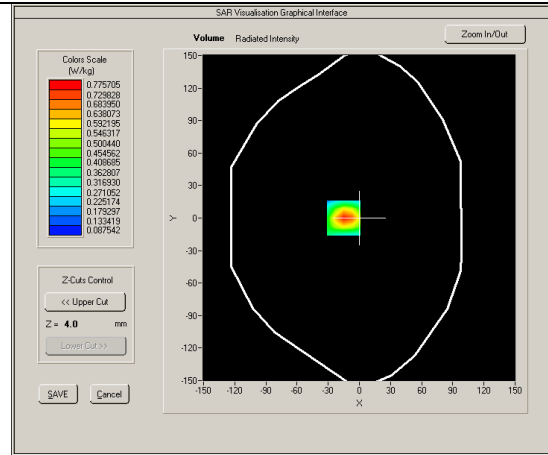 SAR Visualisation Graphical Interface
Volume Radiated Intensity
Zoom In/Out
Colors Scale
(W/kg)
0.775705
0.729828
0.683950
0.638073
0.592195
0.546317
0.500440
0.454562
0.408685
0.362807
0.316930
0.271052
0.225174
0.179297
0.133419
0.087542
Z-Cuts Control
<< Upper Cut
Z = 4.0 mm
Lower Cut >>
SAVE
Cancel
150-
120-
90-
60-
30-
0-
-30-
-60-
-90-
-120-
-150-
Y
-150 -120 -90 -60 -30 0 30 60 90 120 150
X